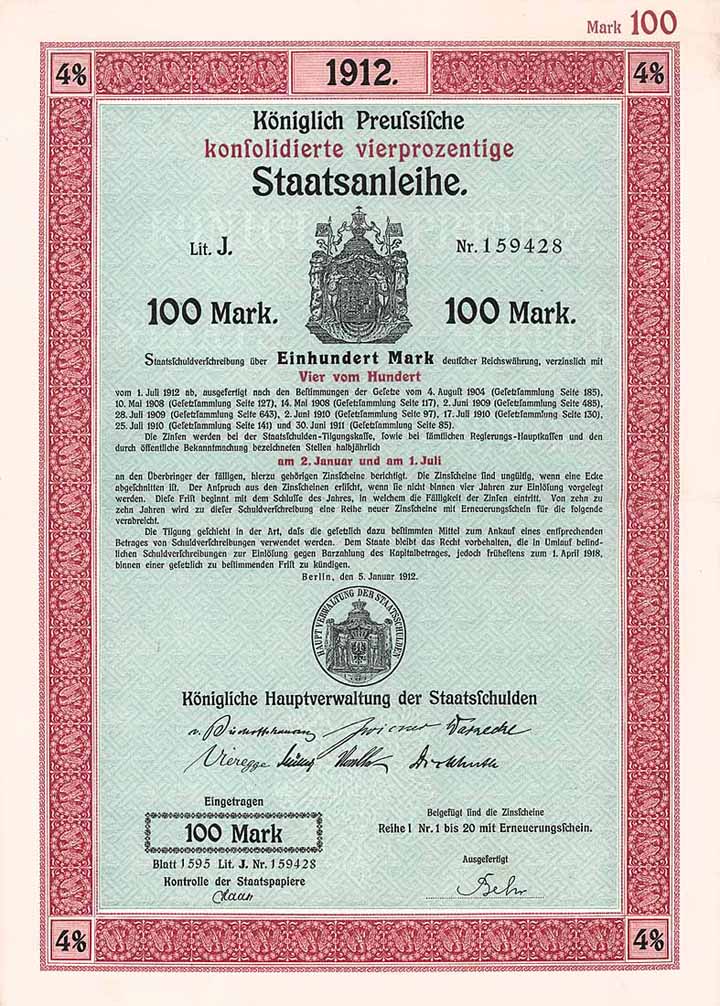 Mark 100
4% 1912. 4%
Königlich Preuſsiſche
konſolidierte vierprozentige
Staatsanleihe.
Lit. J. Nr. 159428
100 Mark. 100 Mark.
Staatsſchuldverſchreibung über Einhundert Mark deutſcher Reichswährung, verzinslich mit
Vier vom Hundert
vom 1. Juli 1912 ab, ausgefertigt nach den Beſtimmungen der Geſetze vom 4. Auguſt 1904 (Geſetſammlung Seite 185),
10. Mai 1908 (Geſetſammlung Seite 127), 14. Mai 1908 (Geſetſammlung Seite 117), 2. Juni 1909 (Geſetſammlung Seite 485),
28. Juli 1909 (Geſetſammlung Seite 643), 2. Juni 1910 (Geſetſammlung Seite 97), 17. Juli 1910 (Geſetſammlung Seite 130),
25. Juli 1910 (Geſetſammlung Seite 141) und 30. Juni 1911 (Geſetſammlung Seite 85).
Die Zinſen werden bei der Staatsſchulden-Tilgungskaſſe, ſowie bei ſämtlichen Regierungs-Hauptkaſſen und den
durch öffentliche Bekanntmachung bezeichneten Stellen halbjährlich
am 2. Januar und am 1. Juli
an den Überbringer der fälligen, hierzu gehörigen Zinsſcheine berichtigt. Die Zinsſcheine ſind ungültig, wenn eine Ecke
abgeſchnitten iſt. Der Anſpruch aus den Zinsſcheinen erliſcht, wenn ſie nicht binnen vier Jahren zur Einlöſung vorgelegt
werden. Dieſe Friſt beginnt mit dem Schluſſe des Jahres, in welchem die Fälligkeit der Zinſen eintritt. Von zehn zu
zehn Jahren wird zu dieſer Schuldverſchreibung eine Reihe neuer Zinsſcheine mit Erneuerungsſchein für die folgende
verabreicht.
Die Tilgung geſchieht in der Art, daſs die geſetzlich dazu beſtimmten Mittel zum Ankauf eines entſprechenden
Betrages von Schuldverſchreibungen verwendet werden. Dem Staate bleibt das Recht vorbehalten, die in Umlauf befind-
lichen Schuldverſchreibungen zur Einlöſung gegen Barzahlung des Kapitalbetrages, jedoch früheſtens zum 1. April 1918,
binnen einer geſetzlich zu beſtimmenden Friſt zu kündigen.
Berlin, den 5. Januar 1912.
HAUPTVERWALTUNG DER STAATSSCHULDEN
Königliche Hauptverwaltung der Staatsſchulden
v. Bischoffshausen Zwicker Warnecke
Vieregge
Eingetragen
100 Mark
Blatt 1595 Lit. J. Nr. 159428
Kontrolle der Staatspapiere
Beigefügt ſind die Zinsſcheine
Reihe I Nr. 1 bis 20 mit Erneuerungsſchein.
Ausgefertigt
Behr
4% 4%